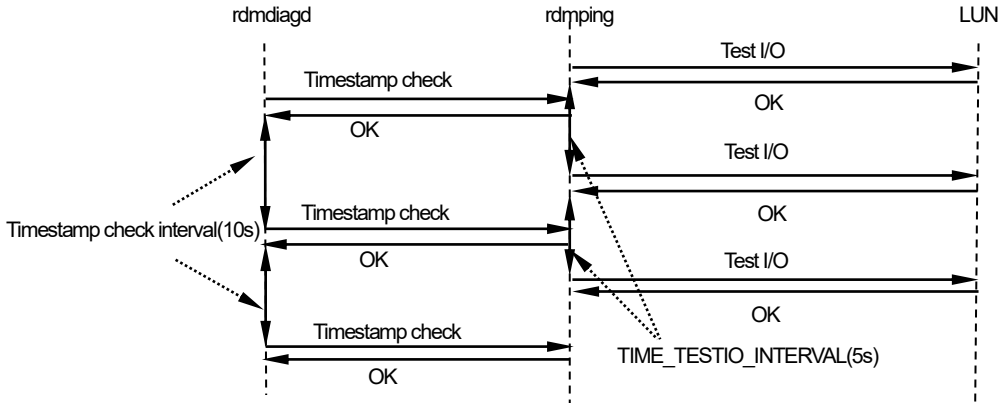 rdmdiagd
rdmping
LUN
Test I/O
Timestamp check
OK
OK
Test I/O
Timestamp check
OK
Timestamp check interval(10s)
OK
Test I/O
Timestamp check
OK
TIME_TESTIO_INTERVAL(5s)
OK